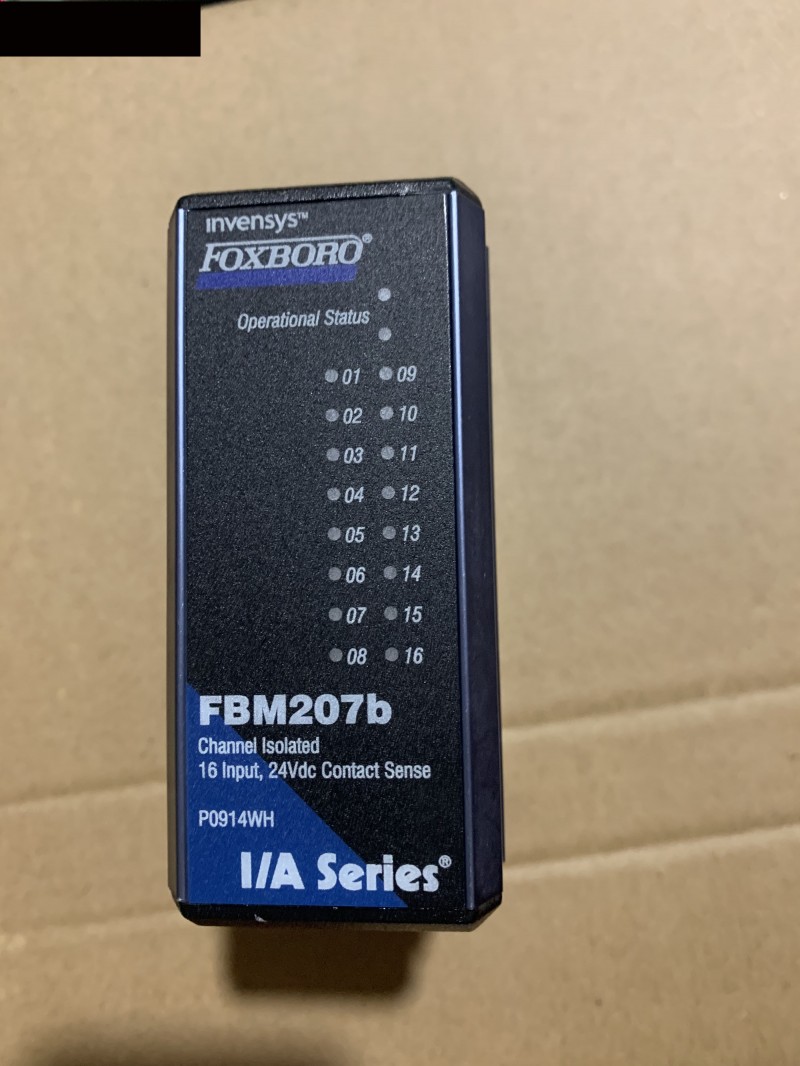 invensys™
FOXBORO®
Operational Status
01 09
02 10
03 11
04 12
05 13
06 14
07 15
08 16
FBM207b
Channel Isolated
16 Input, 24Vdc Contact Sense
P0914WH
I/A Series®